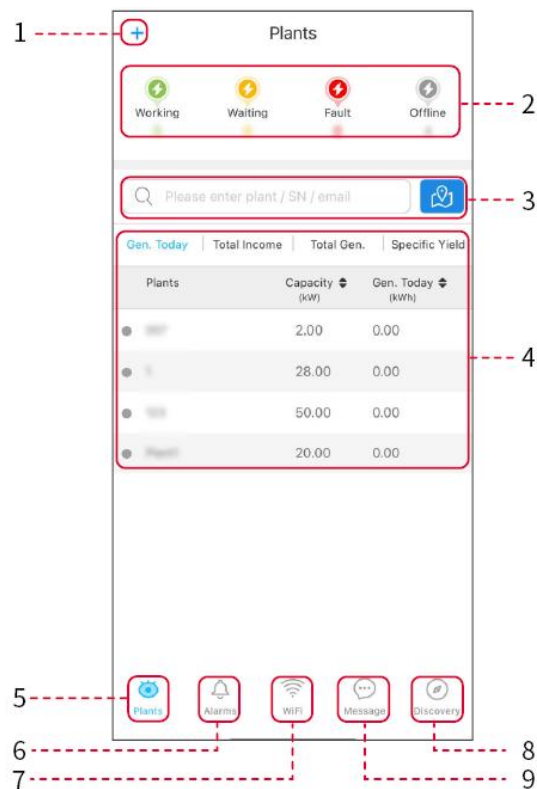 1
+
Plants
Working Waiting Fault Offline
2
Please enter plant / SN / email
3
Gen. Today | Total Income | Total Gen. | Specific Yield
Plants Capacity Gen. Today
(kW) (kWh)
2.00 0.00
28.00 0.00
4
50.00 0.00
20.00 0.00
5
Plants Alarms WiFi Message Discovery
6 8
7 9